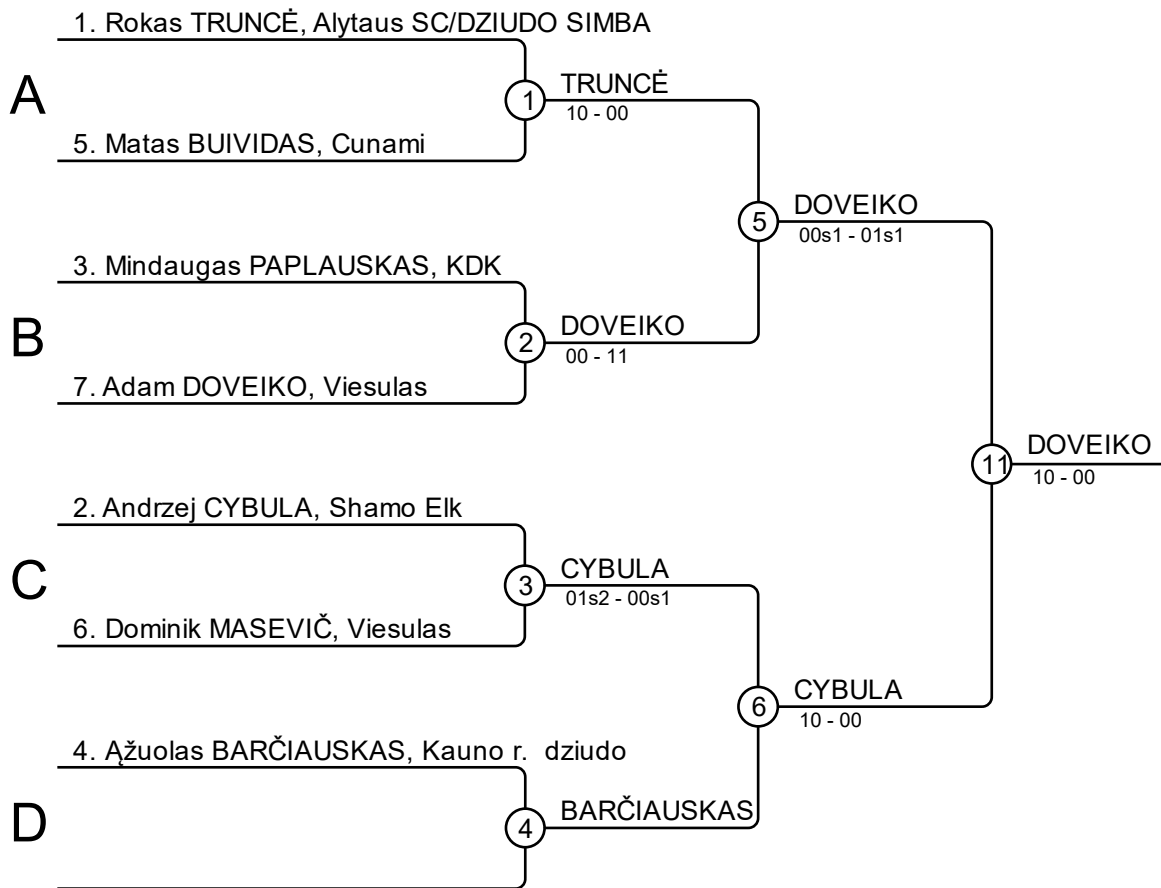 1. Rokas TRUNCĖ, Alytaus SC/DZIUDO SIMBA
A
1
TRUNCĖ
10 - 00
5. Matas BUIVIDAS, Cunami
5
DOVEIKO
00s1 - 01s1
3. Mindaugas PAPLAUSKAS, KDK
B
2
DOVEIKO
00 - 11
7. Adam DOVEIKO, Viesulas
11
DOVEIKO
10 - 00
2. Andrzej CYBULA, Shamo Elk
C
3
CYBULA
01s2 - 00s1
6. Dominik MASEVIČ, Viesulas
6
CYBULA
10 - 00
4. Ąžuolas BARČIAUSKAS, Kauno r. dziudo
D
4
BARČIAUSKAS